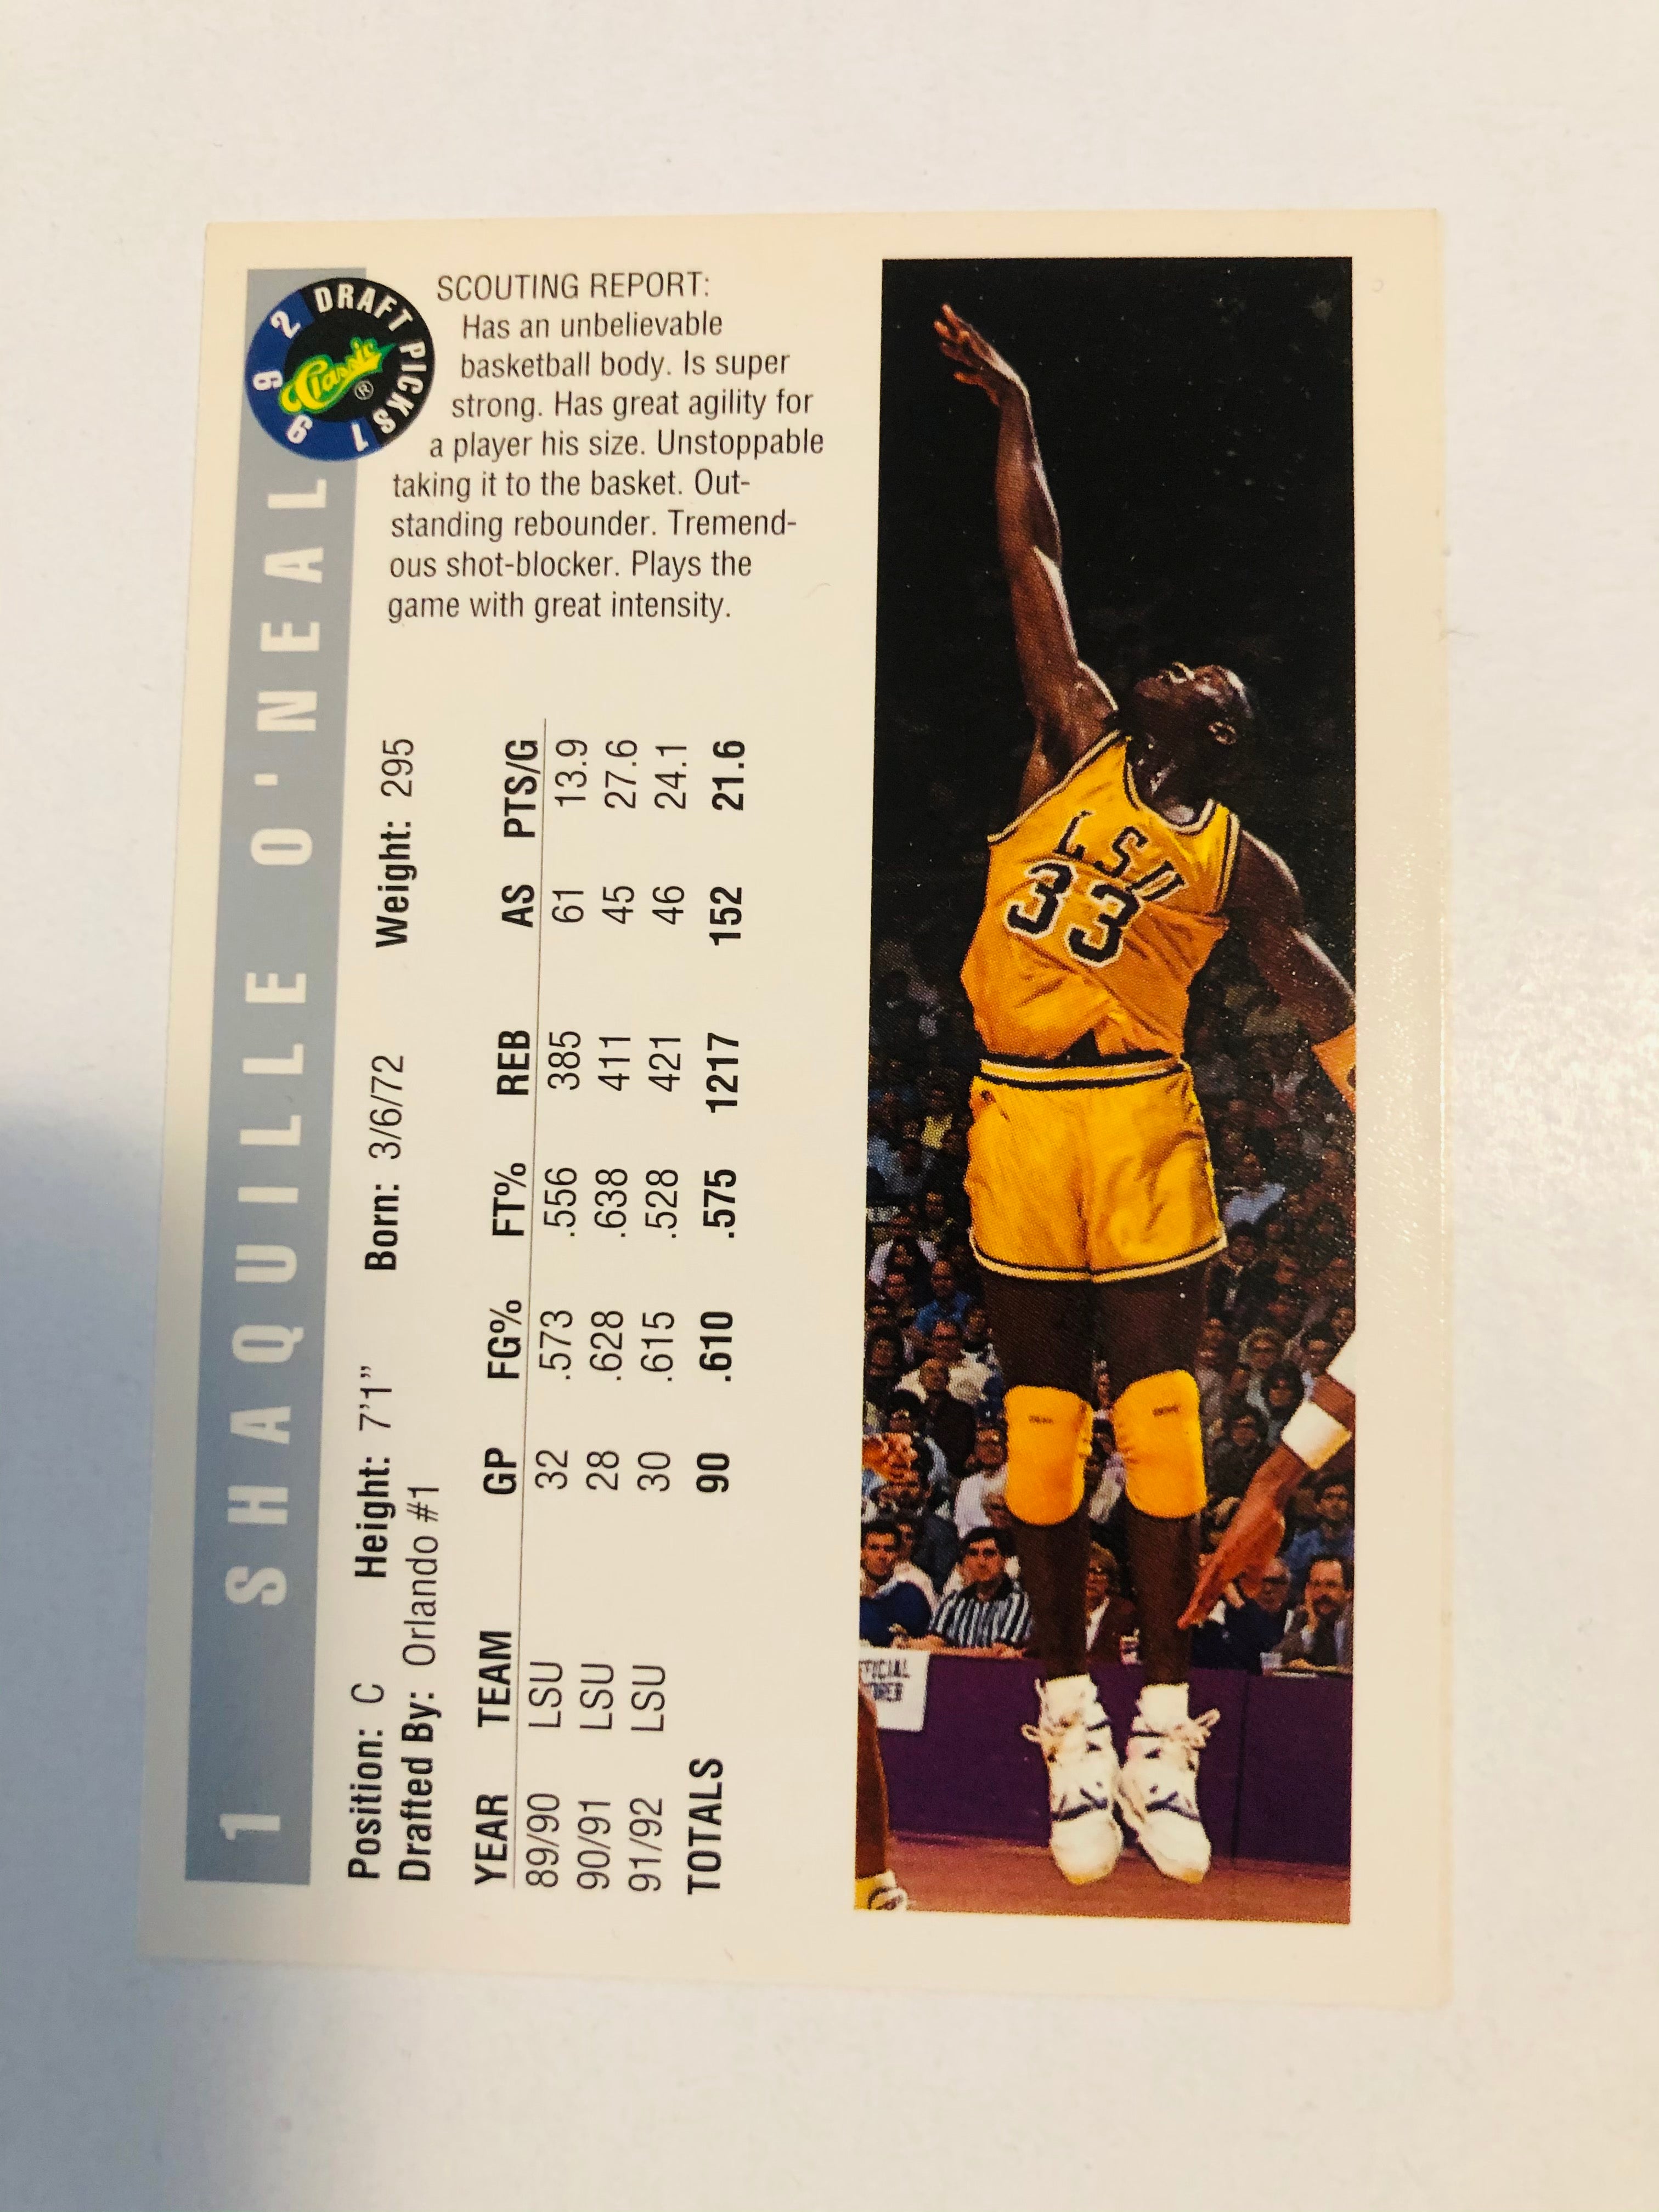 1 SHAQUILLE O'NEAL
1992 DRAFT PICKS
Classic ®
Position: C Height: 7'1" Born: 3/6/72 Weight: 295
Drafted By: Orlando #1
YEAR TEAM GP FG% FT% REB AS PTS/G
89/90 LSU 32 .573 .556 385 61 13.9
90/91 LSU 28 .628 .638 411 45 27.6
91/92 LSU 30 .615 .528 421 46 24.1
TOTALS 90 .610 .575 1217 152 21.6
SCOUTING REPORT:
Has an unbelievable
basketball body. Is super
strong. Has great agility for
a player his size. Unstoppable
taking it to the basket. Out-
standing rebounder. Tremend-
ous shot-blocker. Plays the
game with great intensity.
LSU
33